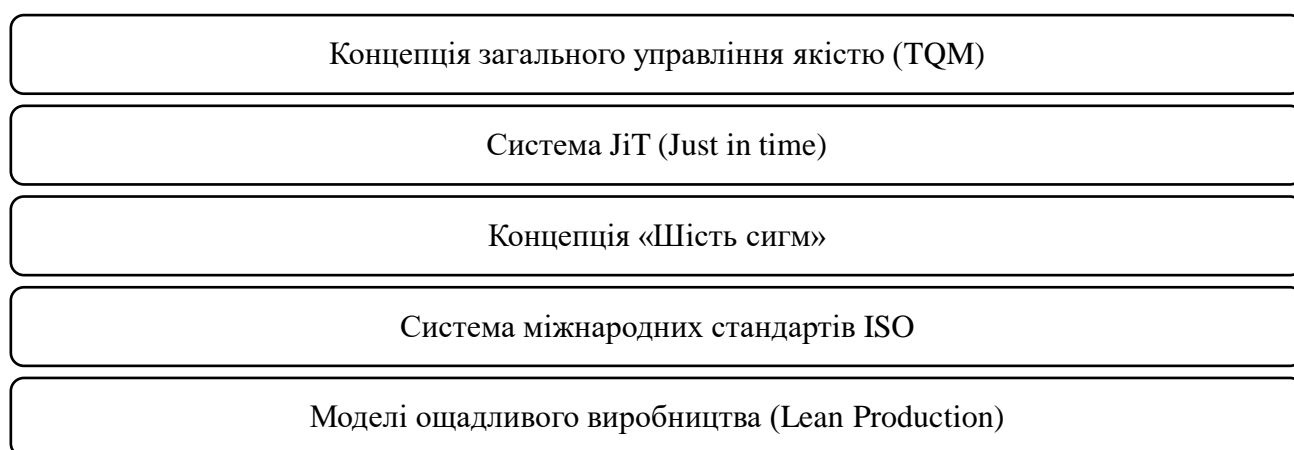 Концепція загального управління якістю (TQM)
Система JiT (Just in time)
Концепція «Шість сигм»
Система міжнародних стандартів ISO
Моделі ощадливого виробництва (Lean Production)